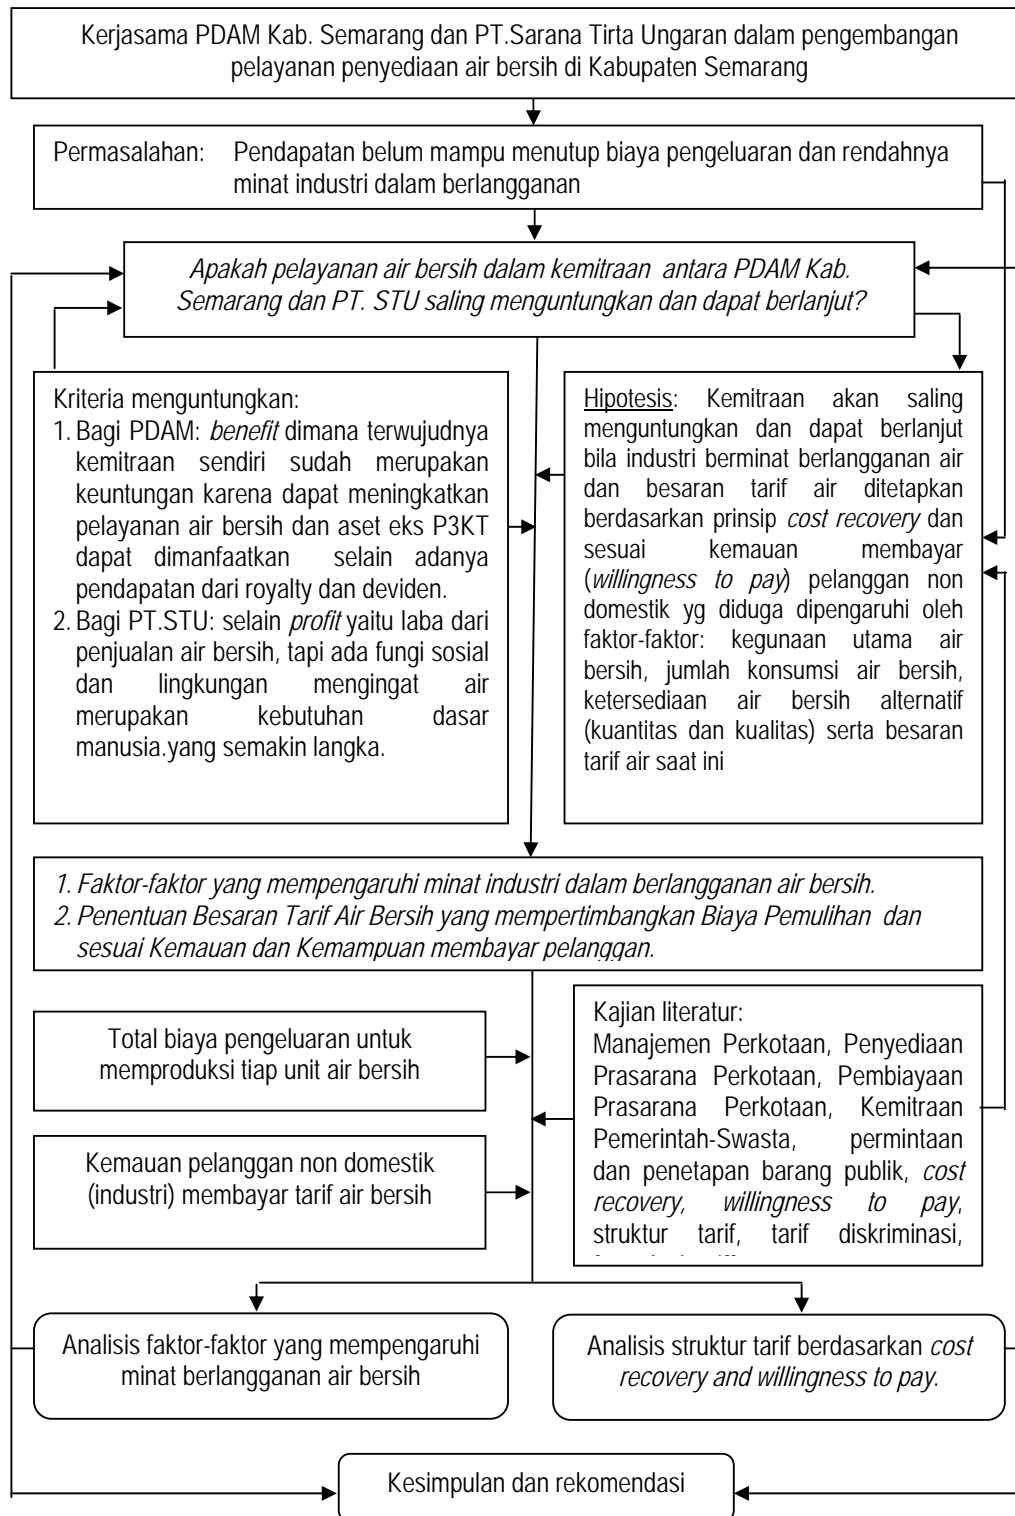 Kerjasama PDAM Kab. Semarang dan PT.Sarana Tirta Ungaran dalam pengembangan
pelayanan penyediaan air bersih di Kabupaten Semarang
Permasalahan: Pendapatan belum mampu menutup biaya pengeluaran dan rendahnya
minat industri dalam berlangganan
Apakah pelayanan air bersih dalam kemitraan antara PDAM Kab.
Semarang dan PT. STU saling menguntungkan dan dapat berlanjut?
Kriteria menguntungkan:
1. Bagi PDAM: benefit dimana terwujudnya
kemitraan sendiri sudah merupakan
keuntungan karena dapat meningkatkan
pelayanan air bersih dan aset eks P3KT
dapat dimanfaatkan selain adanya
pendapatan dari royalty dan deviden.
2. Bagi PT.STU: selain profit yaitu laba dari
penjualan air bersih, tapi ada fungi sosial
dan lingkungan mengingat air
merupakan kebutuhan dasar
manusia.yang semakin langka.
Hipotesis: Kemitraan akan saling
menguntungkan dan dapat berlanjut
bila industri berminat berlangganan air
dan besaran tarif air ditetapkan
berdasarkan prinsip cost recovery dan
sesuai kemauan membayar
(willingness to pay) pelanggan non
domestik yg diduga dipengaruhi oleh
faktor-faktor: kegunaan utama air
bersih, jumlah konsumsi air bersih,
ketersediaan air bersih alternatif
(kuantitas dan kualitas) serta besaran
tarif air saat ini
1. Faktor-faktor yang mempengaruhi minat industri dalam berlangganan air bersih.
2. Penentuan Besaran Tarif Air Bersih yang mempertimbangkan Biaya Pemulihan dan
sesuai Kemauan dan Kemampuan membayar pelanggan.
Total biaya pengeluaran untuk
memproduksi tiap unit air bersih
Kemauan pelanggan non domestik
(industri) membayar tarif air bersih
Kajian literatur:
Manajemen Perkotaan, Penyediaan
Prasarana Perkotaan, Pembiayaan
Prasarana Perkotaan, Kemitraan
Pemerintah-Swasta, permintaan
dan penetapan barang publik, cost
recovery, willingness to pay,
struktur tarif, tarif diskriminasi,
Analisis faktor-faktor yang mempengaruhi
minat berlangganan air bersih
Analisis struktur tarif berdasarkan cost
recovery and willingness to pay.
Kesimpulan dan rekomendasi